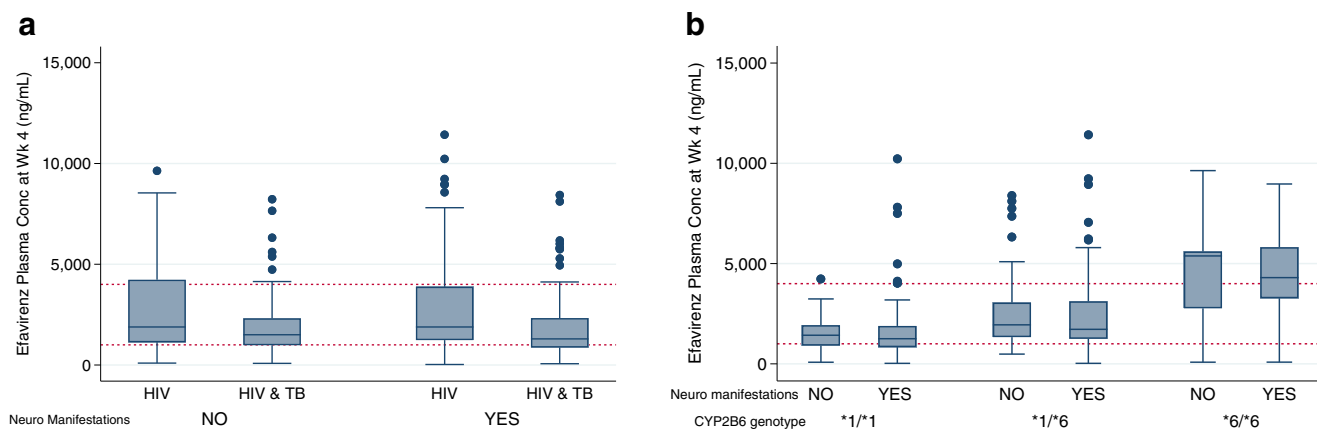 a
Efavirenz Plasma Conc at Wk 4 (ng/mL)
15,000
10,000
5,000
0
HIV HIV & TB HIV HIV & TB
Neuro Manifestations NO YES
b
Efavirenz Plasma Conc at Wk 4 (ng/mL)
15,000
10,000
5,000
0
Neuro manifestations NO YES NO YES NO YES
CYP2B6 genotype *1/*1 *1/*6 *6/*6